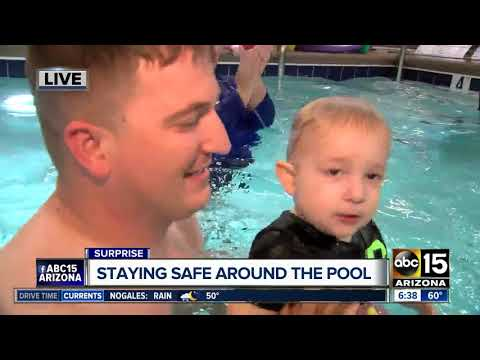 LIVE
4
SURPRISE
ABC15 ARIZONA
STAYING SAFE AROUND THE POOL
abc 15
ARIZONA
DRIVE TIME CURRENTS NOGALES: RAIN 50°
6:38 60°